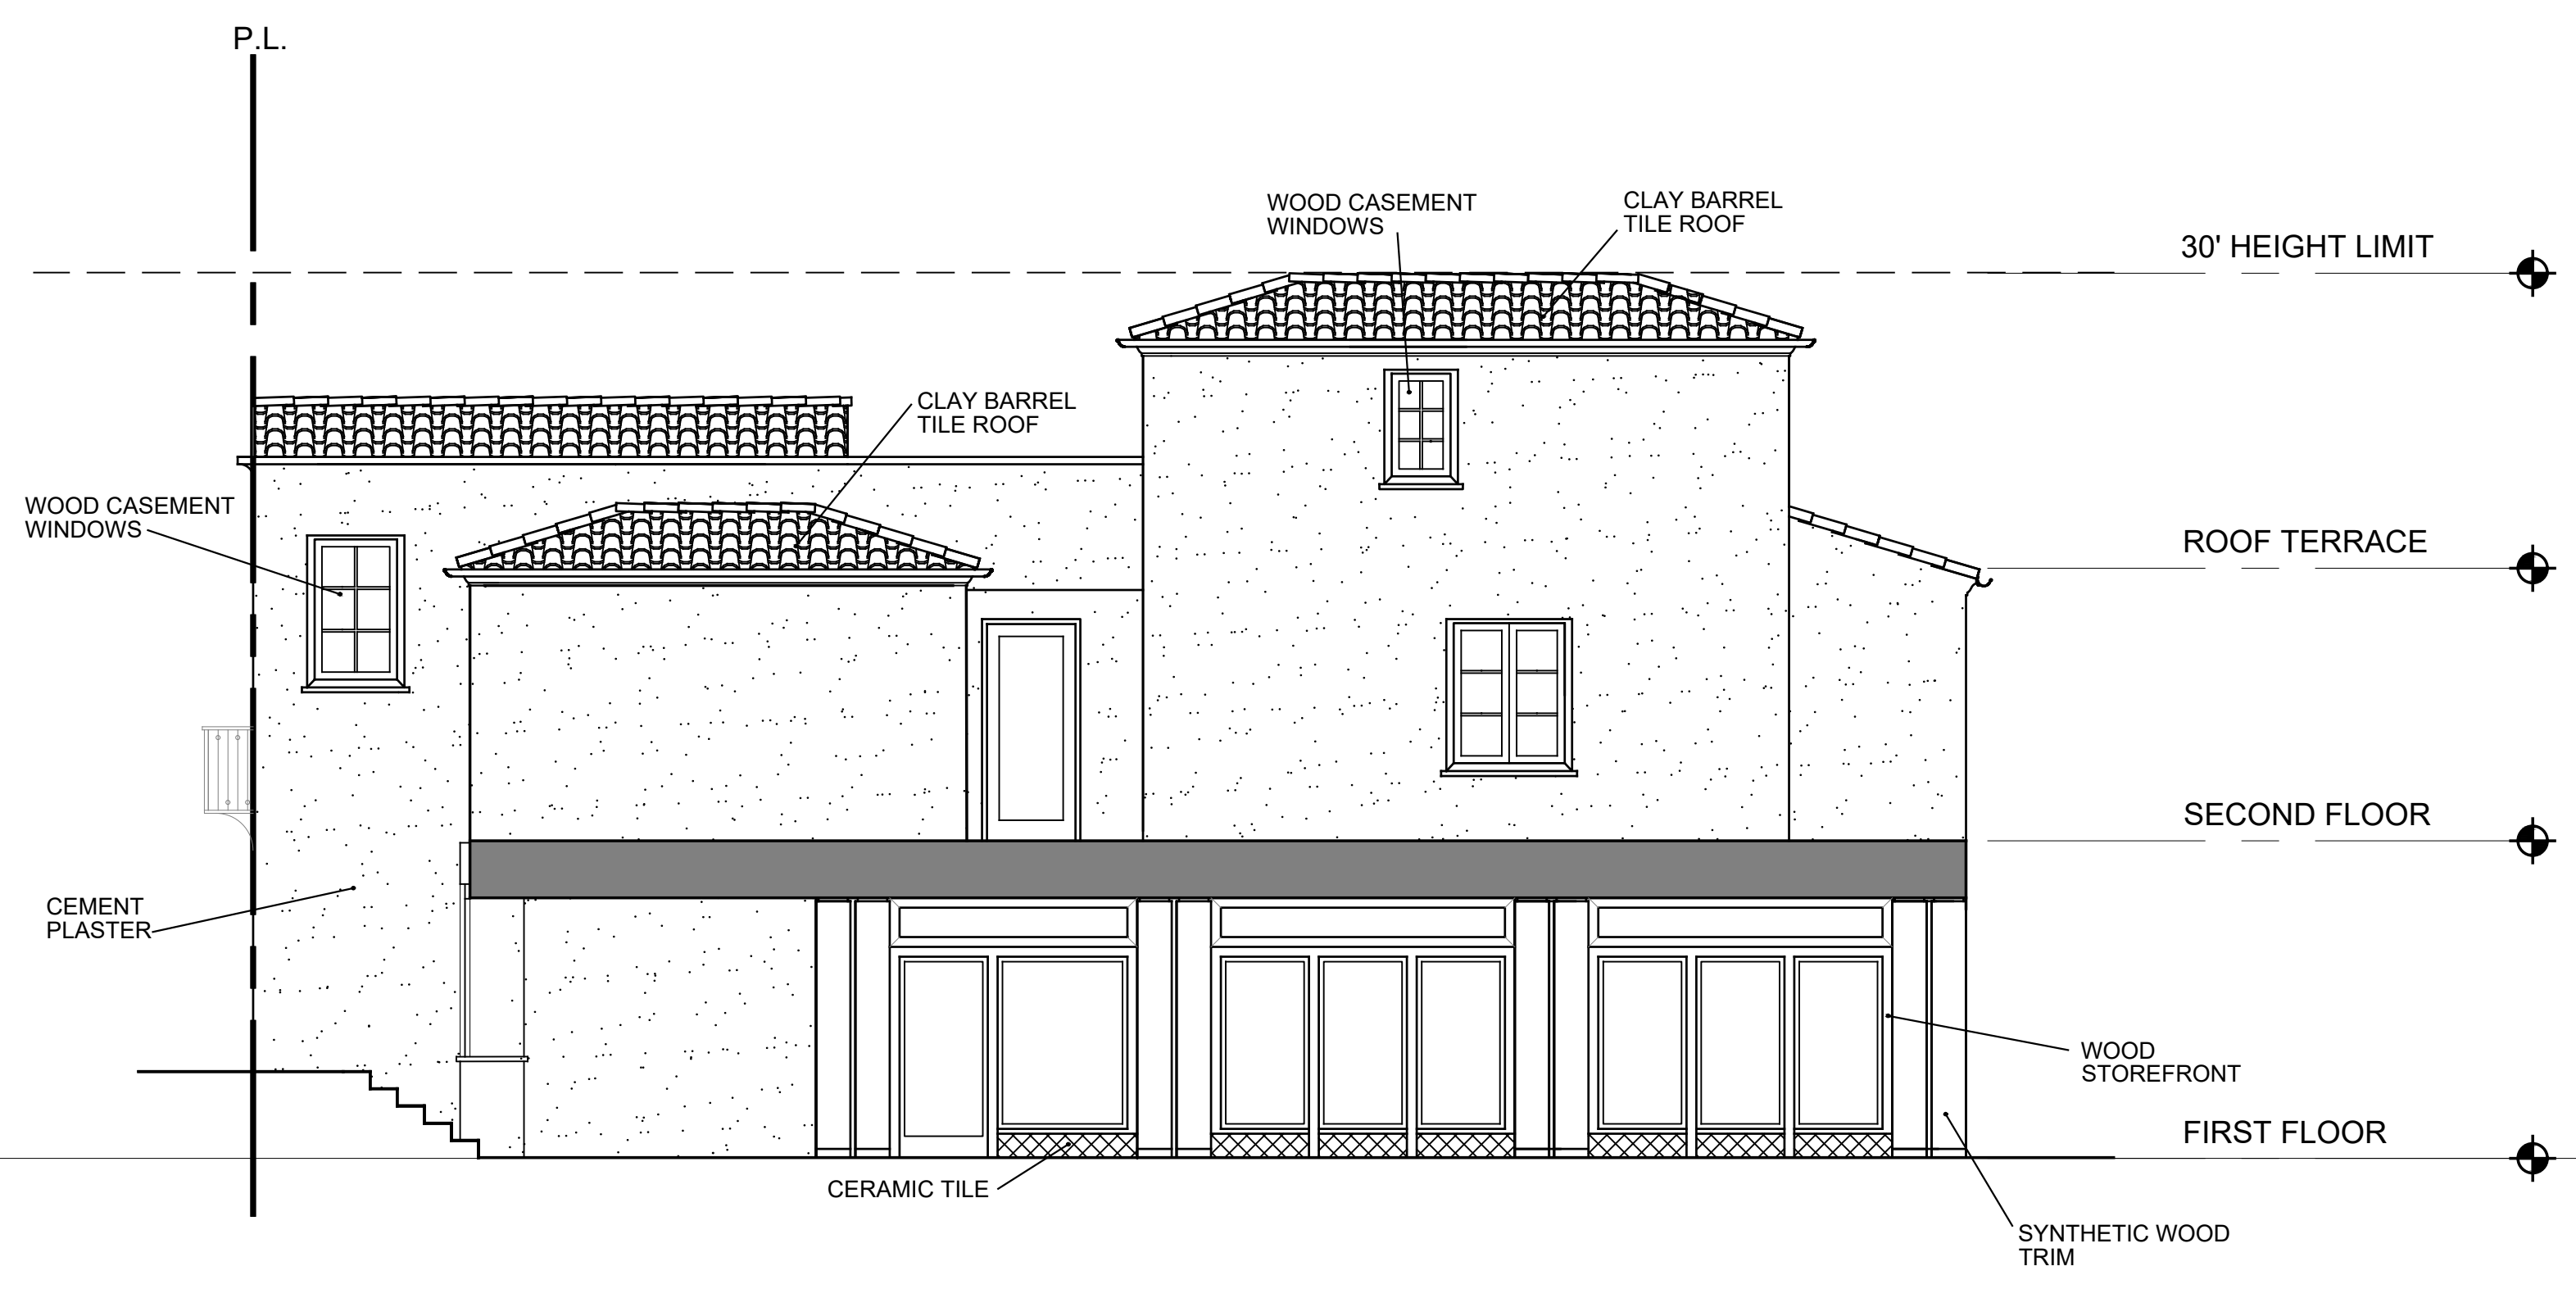 P.L.
WOOD CASEMENT
WINDOWS
CLAY BARREL
TILE ROOF
30' HEIGHT LIMIT
CLAY BARREL
TILE ROOF
WOOD CASEMENT
WINDOWS
ROOF TERRACE
SECOND FLOOR
CEMENT
PLASTER
WOOD
STOREFRONT
FIRST FLOOR
CERAMIC TILE
SYNTHETIC WOOD
TRIM